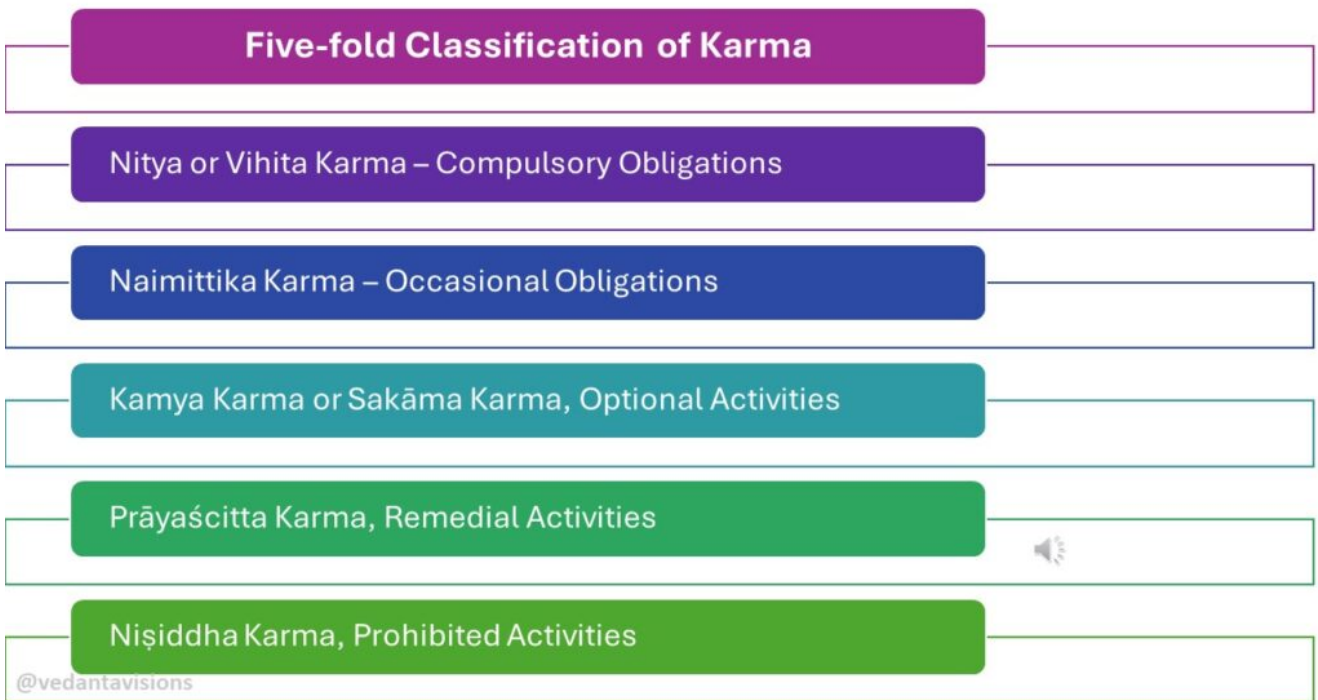 Five-fold Classification of Karma
Nitya or Vihita Karma – Compulsory Obligations
Naimittika Karma – Occasional Obligations
Kamya Karma or Sakāma Karma, Optional Activities
Prāyaścitta Karma, Remedial Activities
Niṣiddha Karma, Prohibited Activities
@vedantavisions